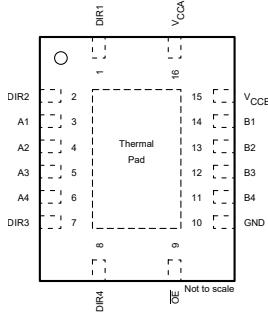 DIR1
VCCA
1
16
DIR2 2 15 VCCB
A1 3 14 B1
A2 4 Thermal 13 B2
Pad
A3 5 12 B3
A4 6 11 B4
DIR3 7 10 GND
8
9
DIR4
OE
Not to scale